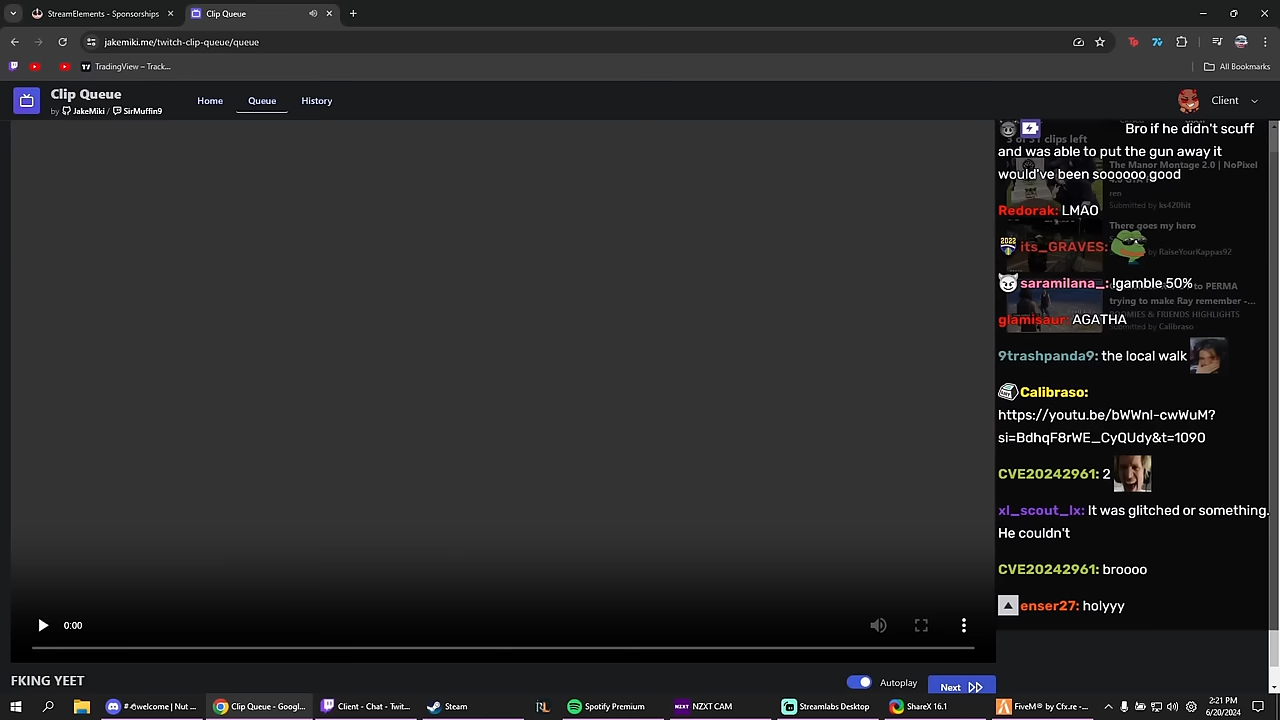 StreamElements - Sponsorships
Clip Queue
jakemiki.me/twitch-clip-queue/queue
TradingView – Track...
All Bookmarks
Clip Queue
by JakeMiki / SirMuffin9
Home
Queue
History
Client
Bro if he didn't scuff
clips left
and was able to put the gun away it
The Manor Montage 2.0 | NoPixel
would've been soooooo good
ren
Submitted by ks420hit
Redorak: LMAO
There goes my hero
its_GRAVES:
by RaiseYourKappas92
saramilana_: !gamble 50%
to PERMA
trying to make Ray remember -...
HOMIES & FRIENDS HIGHLIGHTS
glamisaur: AGATHA
Submitted by Calibraso
9trashpanda9: the local walk
Calibraso:
https://youtu.be/bWWnl-cwWuM?
si=BdhqF8rWE_CyQUdy&t=1090
CVE20242961: 2
xl_scout_lx: It was glitched or something.
He couldn't
CVE20242961: broooo
enser27: holyyy
0:00
FKING YEET
Autoplay
Next
welcome | Nut ...
Clip Queue - Googl...
Client - Chat - Twit...
Steam
Spotify Premium
NZXT CAM
Streamlabs Desktop
ShareX 16.1
FiveM® by Cfx.re -...
2:21 PM
6/20/2024